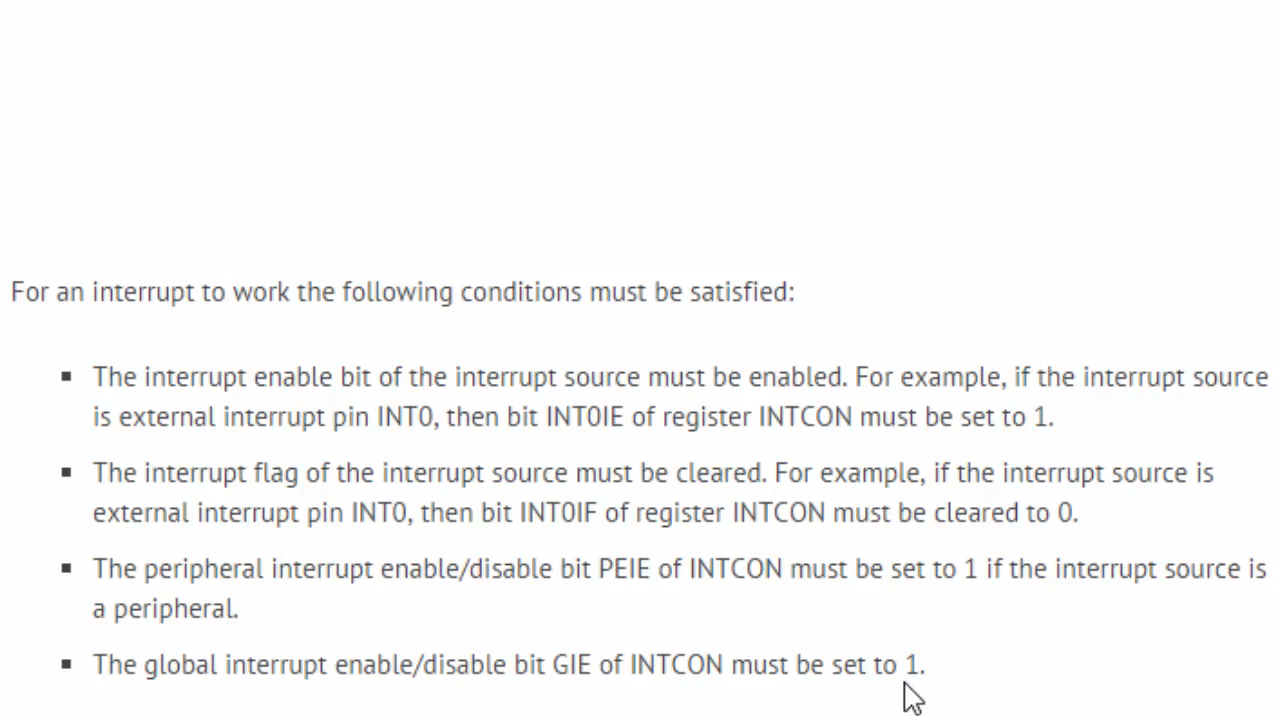 For an interrupt to work the following conditions must be satisfied:
▪ The interrupt enable bit of the interrupt source must be enabled. For example, if the interrupt source
is external interrupt pin INT0, then bit INT0IE of register INTCON must be set to 1.
▪ The interrupt flag of the interrupt source must be cleared. For example, if the interrupt source is
external interrupt pin INT0, then bit INT0IF of register INTCON must be cleared to 0.
▪ The peripheral interrupt enable/disable bit PEIE of INTCON must be set to 1 if the interrupt source is
a peripheral.
▪ The global interrupt enable/disable bit GIE of INTCON must be set to 1.